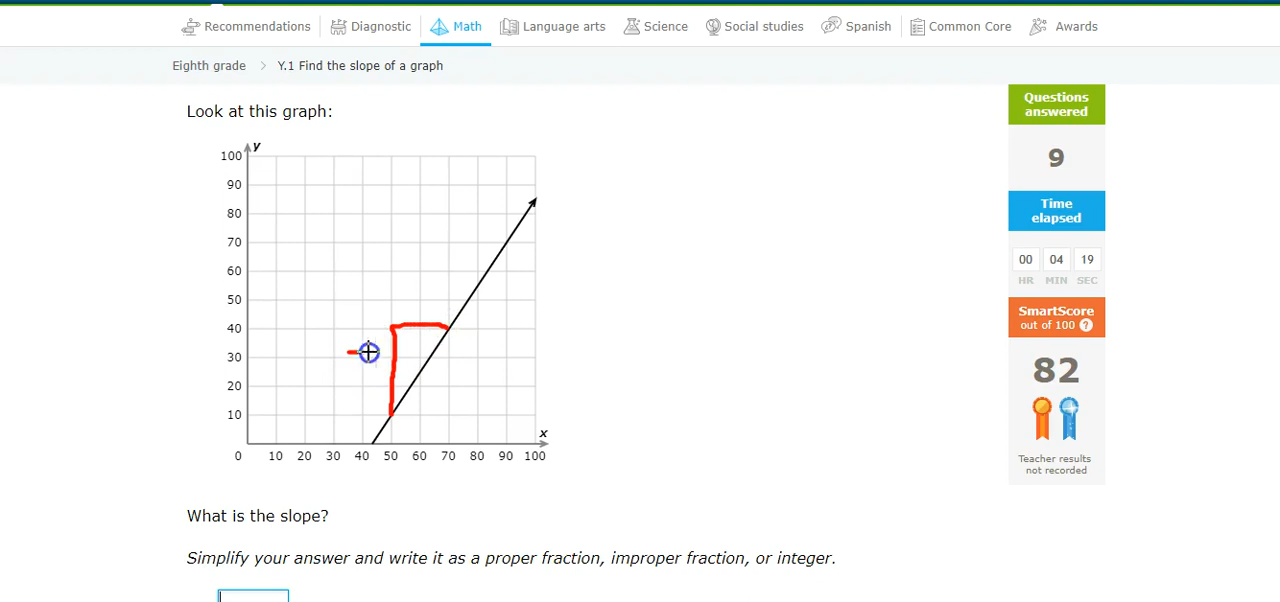 Recommendations Diagnostic Math Language arts Science Social studies Spanish Common Core Awards
Eighth grade > Y.1 Find the slope of a graph
Look at this graph:
y
100
90
80
70
60
50
40
30
20
10
x
0 10 20 30 40 50 60 70 80 90 100
What is the slope?
Simplify your answer and write it as a proper fraction, improper fraction, or integer.
Questions
answered
9
Time
elapsed
00 04 19
HR MIN SEC
SmartScore
out of 100 ?
82
Teacher results
not recorded